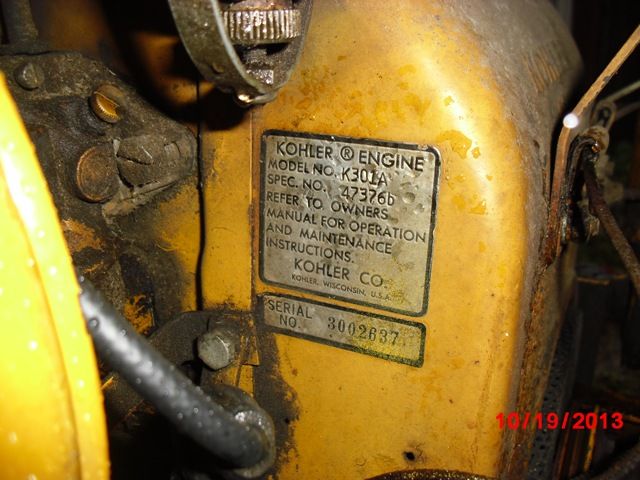 KOHLER ® ENGINE
MODEL NO. K301A
SPEC. NO. 47376b
REFER TO OWNERS
MANUAL FOR OPERATION
AND MAINTENANCE
INSTRUCTIONS.
KOHLER CO.
KOHLER, WISCONSIN, U.S.A.
SERIAL
NO. 3002637
10/19/2013